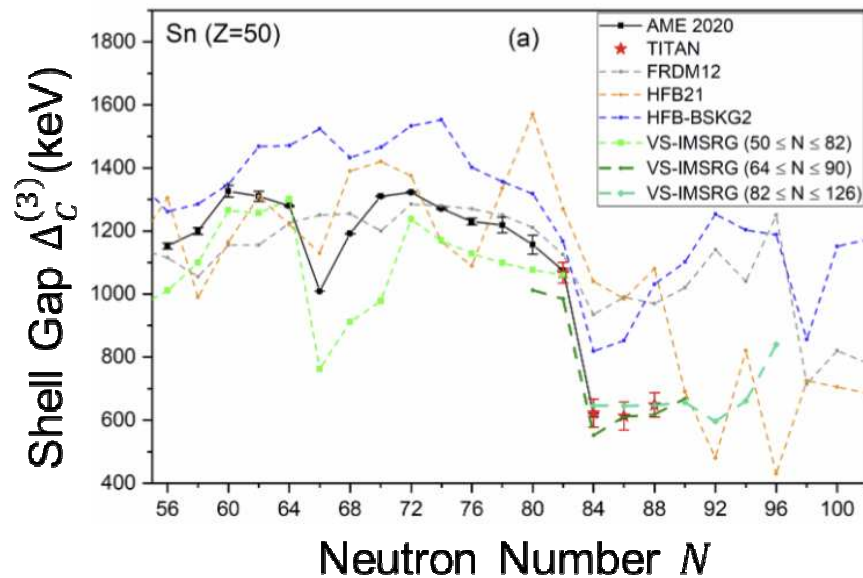 Sn (Z=50)
(a)
AME 2020
TITAN
FRDM12
HFB21
HFB-BSKG2
VS-IMSRG (50 ≤ N ≤ 82)
VS-IMSRG (64 ≤ N ≤ 90)
VS-IMSRG (82 ≤ N ≤ 126)
Shell Gap Δ_C^(3) (keV)
1800
1600
1400
1200
1000
800
600
400
56 60 64 68 72 76 80 84 88 92 96 100
Neutron Number N